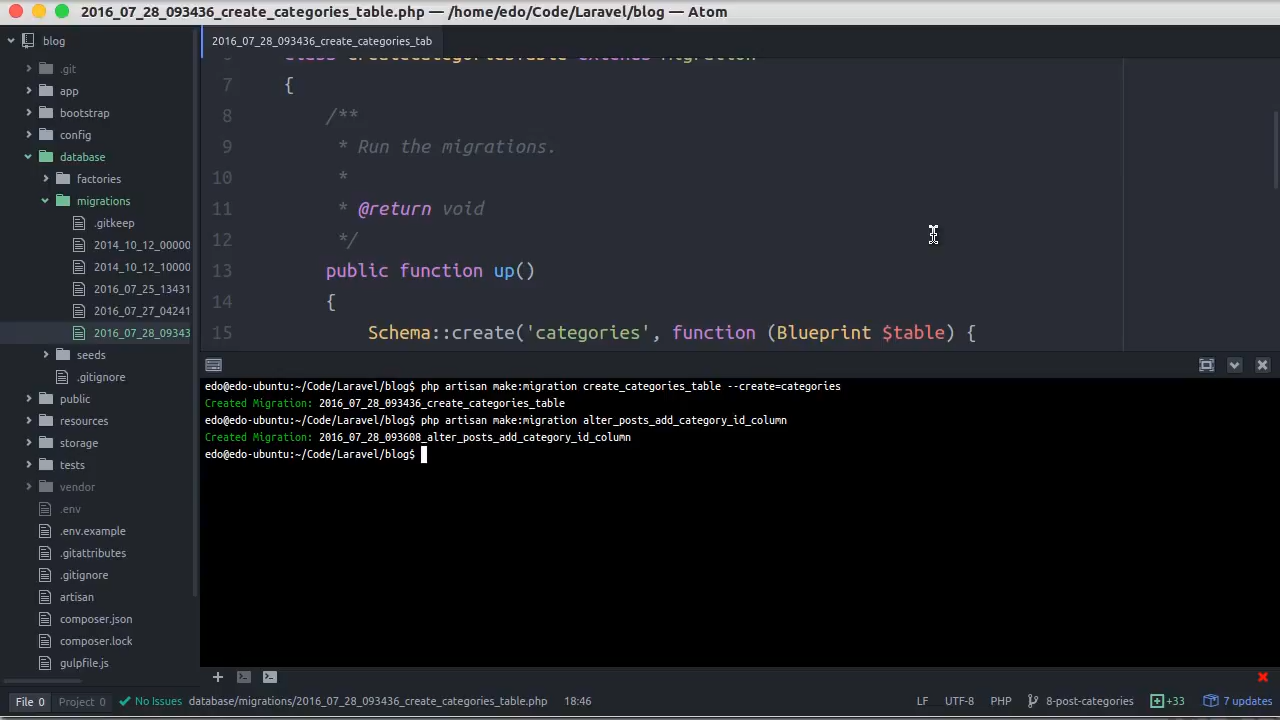 2016_07_28_093436_create_categories_table.php — /home/edo/Code/Laravel/blog — Atom
blog
.git
app
bootstrap
config
database
factories
migrations
.gitkeep
2014_10_12_00000
2014_10_12_10000
2016_07_25_13431
2016_07_27_04241
2016_07_28_09343
seeds
.gitignore
public
resources
storage
tests
vendor
.env
.env.example
.gitattributes
.gitignore
artisan
composer.json
composer.lock
gulpfile.js
2016_07_28_093436_create_categories_tab
6 class CreateCategoriesTable extends Migration
7 {
8 /**
9 * Run the migrations.
10 *
11 * @return void
12 */
13 public function up()
14 {
15 Schema::create('categories', function (Blueprint $table) {
edo@edo-ubuntu:~/Code/Laravel/blog$ php artisan make:migration create_categories_table --create=categories
Created Migration: 2016_07_28_093436_create_categories_table
edo@edo-ubuntu:~/Code/Laravel/blog$ php artisan make:migration alter_posts_add_category_id_column
Created Migration: 2016_07_28_093608_alter_posts_add_category_id_column
edo@edo-ubuntu:~/Code/Laravel/blog$
File 0 Project 0 No Issues database/migrations/2016_07_28_093436_create_categories_table.php 18:46 LF UTF-8 PHP 8-post-categories +33 7 updates